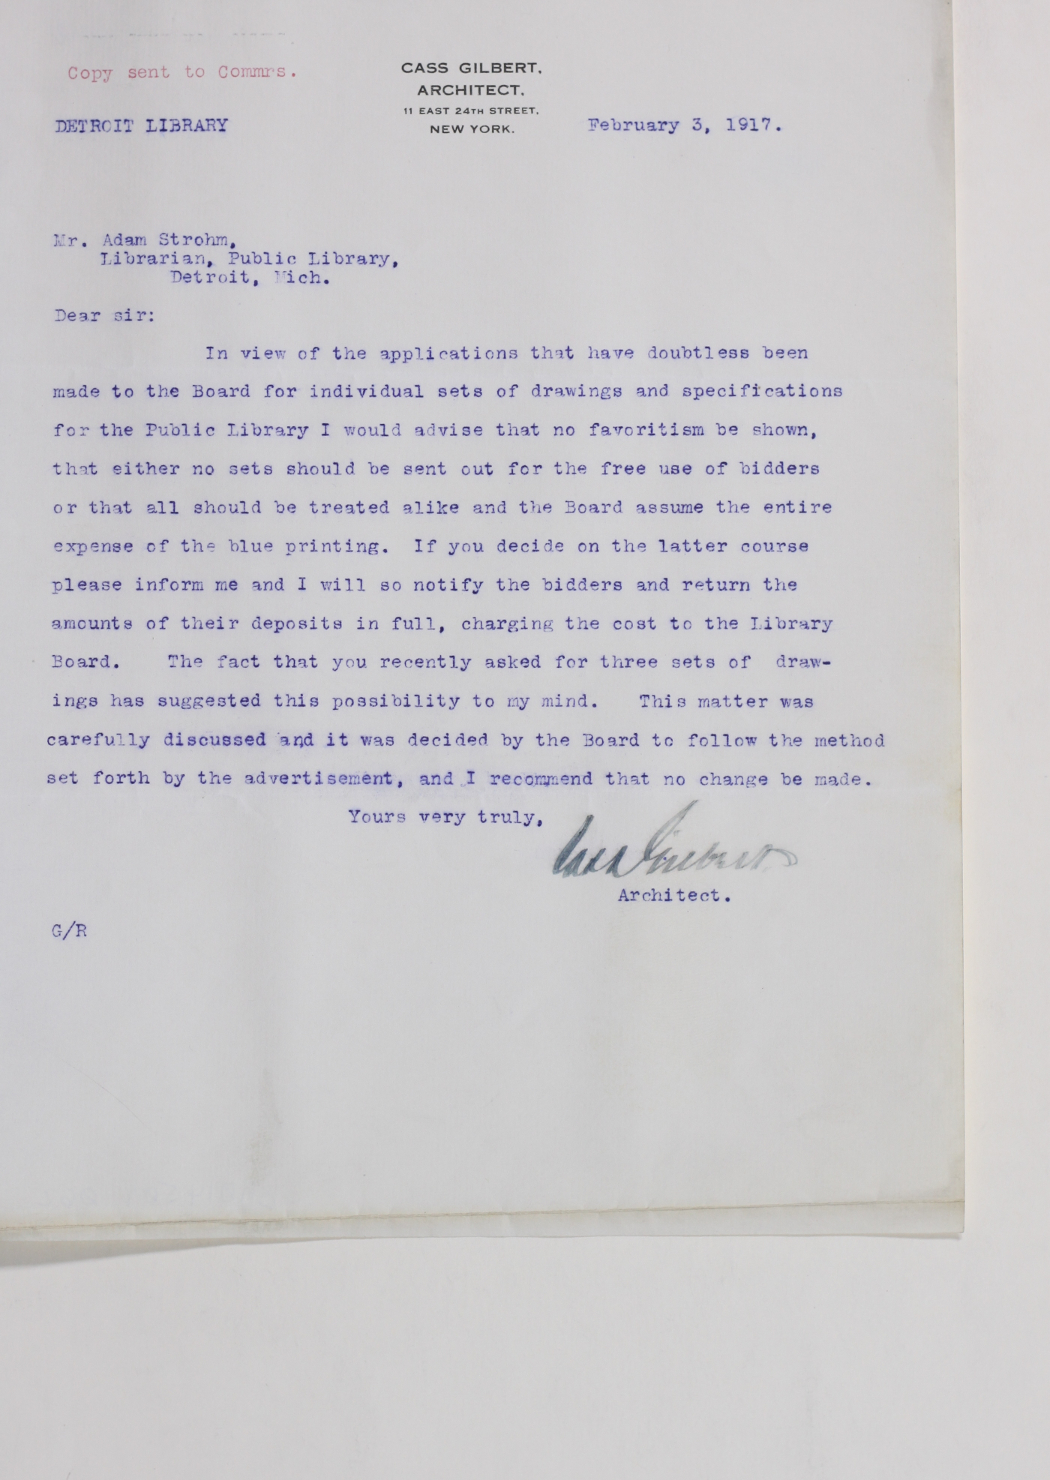 Copy sent to Commrs.
CASS GILBERT,
ARCHITECT,
11 EAST 24TH STREET,
NEW YORK.
DETROIT LIBRARY
February 3, 1917.
Mr. Adam Strohm,
Librarian, Public Library,
Detroit, Mich.
Dear sir:
In view of the applications that have doubtless been
made to the Board for individual sets of drawings and specifications
for the Public Library I would advise that no favoritism be shown,
that either no sets should be sent out for the free use of bidders
or that all should be treated alike and the Board assume the entire
expense of the blue printing. If you decide on the latter course
please inform me and I will so notify the bidders and return the
amounts of their deposits in full, charging the cost to the Library
Board. The fact that you recently asked for three sets of draw-
ings has suggested this possibility to my mind. This matter was
carefully discussed and it was decided by the Board to follow the method
set forth by the advertisement, and I recommend that no change be made.
Yours very truly,
Cass Gilbert
Architect.
G/R